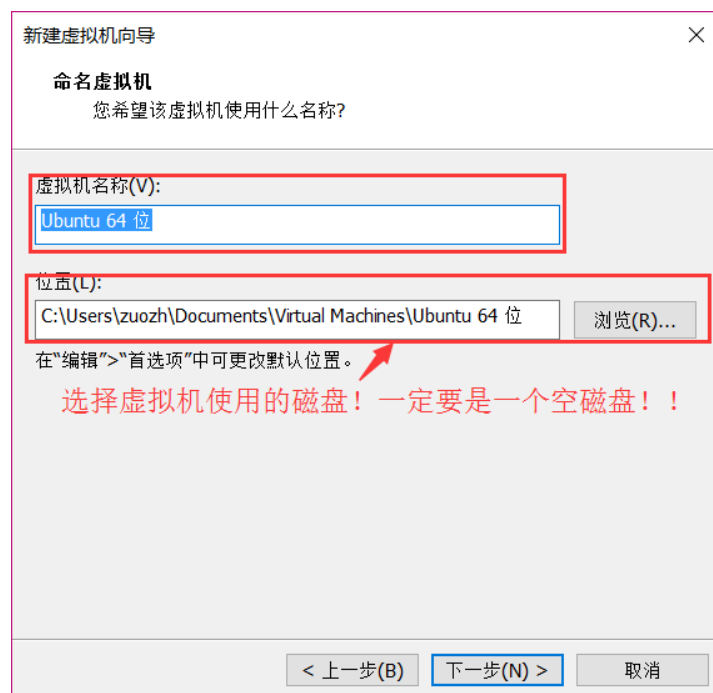 新建虚拟机向导
命名虚拟机
您希望该虚拟机使用什么名称?
虚拟机名称(V):
Ubuntu 64 位
位置(L):
C:\Users\zuozh\Documents\Virtual Machines\Ubuntu 64 位
浏览(R)...
在“编辑”>“首选项”中可更改默认位置。
选择虚拟机使用的磁盘！一定要是一个空磁盘！！
< 上一步(B) 下一步(N) > 取消